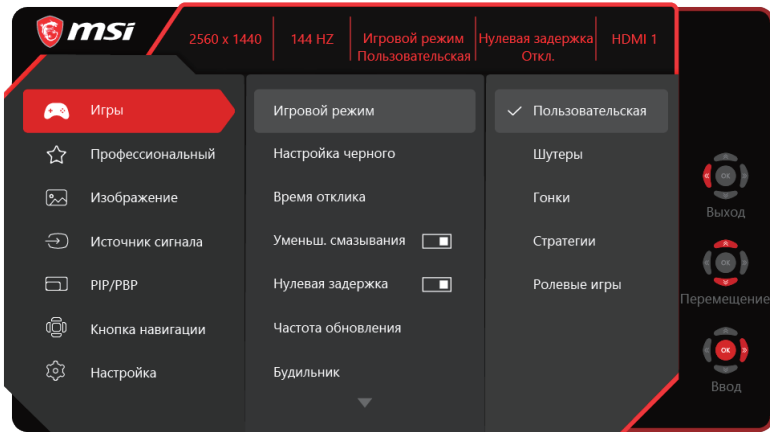 msi
2560 x 1440
144 HZ
Игровой режим
Пользовательская
Нулевая задержка
Откл.
HDMI 1
Игры
Профессиональный
Изображение
Источник сигнала
PIP/PBP
Кнопка навигации
Настройка
Игровой режим
Настройка черного
Время отклика
Уменьш. смазывания
Нулевая задержка
Частота обновления
Будильник
Пользовательская
Шутеры
Гонки
Стратегии
Ролевые игры
OK
Выход
OK
Перемещение
OK
Ввод